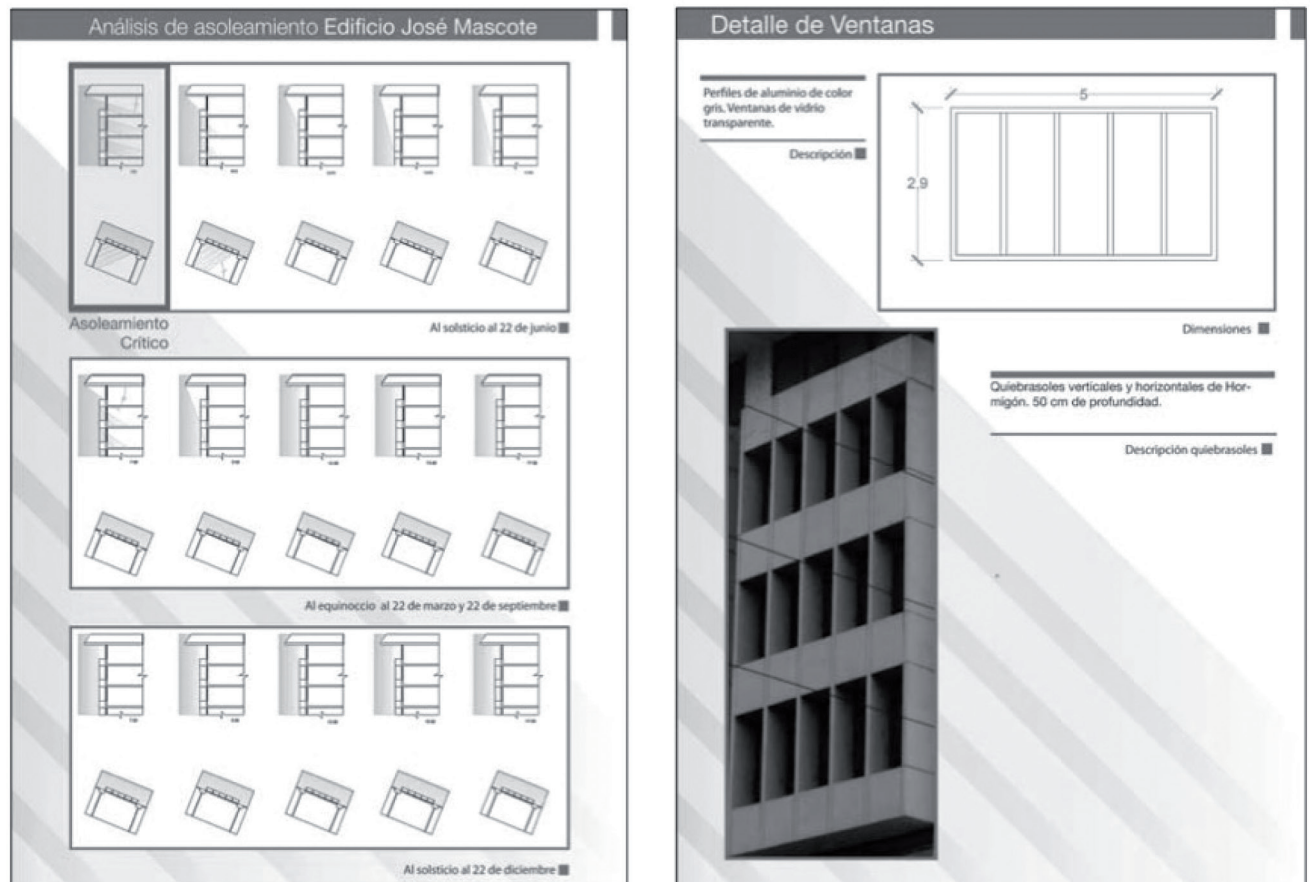 Análisis de asoleamiento Edificio José Mascote
Asoleamiento
Crítico
Al solsticio al 22 de junio
Al equinoccio al 22 de marzo y 22 de septiembre
Al solsticio al 22 de diciembre
Detalle de Ventanas
Perfiles de aluminio de color
gris. Ventanas de vidrio
transparente.
Descripción
5
2.9
Dimensiones
Quiebrasoles verticales y horizontales de Hor-
migón. 50 cm de profundidad.
Descripción quiebrasoles